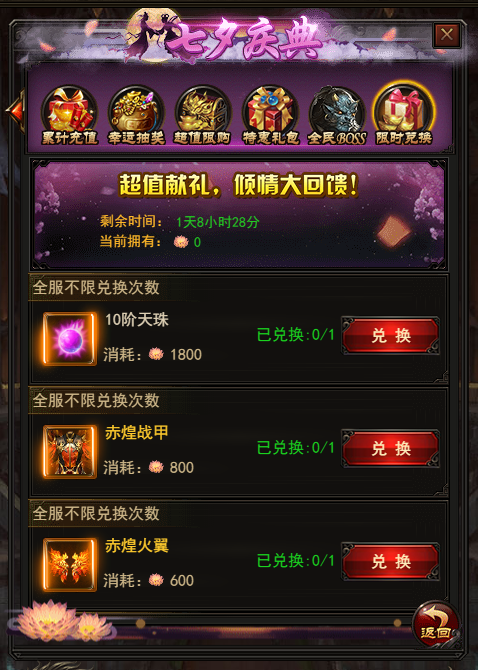 七夕庆典
累计充值 幸运抽奖 超值限购 特惠礼包 全民BOSS 限时兑换
超值献礼，倾情大回馈!
剩余时间： 1天8小时28分
当前拥有： 0
全服不限兑换次数
10阶天珠
已兑换:0/1 兑换
消耗： 1800
全服不限兑换次数
赤煌战甲
已兑换:0/1 兑换
消耗： 800
全服不限兑换次数
赤煌火翼
已兑换:0/1 兑换
消耗： 600
返回